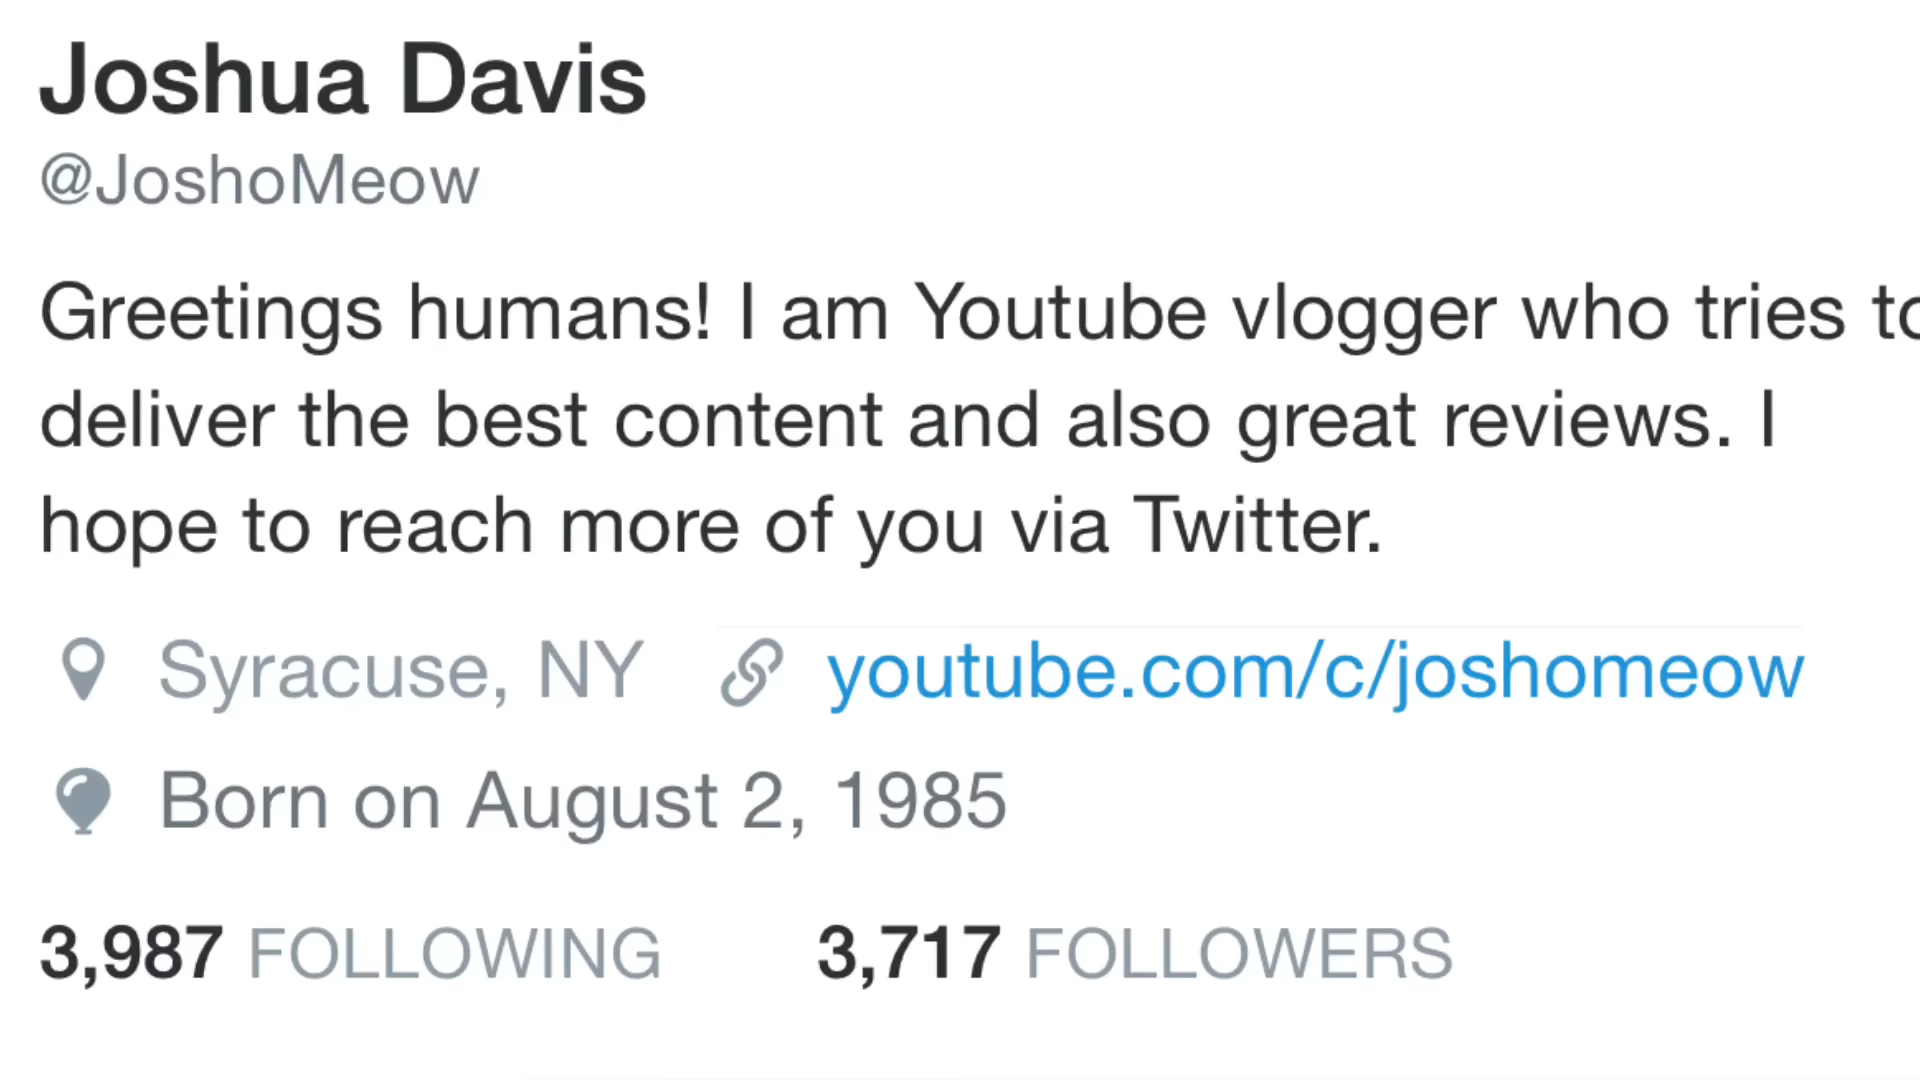 Joshua Davis
@JoshoMeow
Greetings humans! I am Youtube vlogger who tries to
deliver the best content and also great reviews. I
hope to reach more of you via Twitter.
Syracuse, NY youtube.com/c/joshomeow
Born on August 2, 1985
3,987 FOLLOWING 3,717 FOLLOWERS